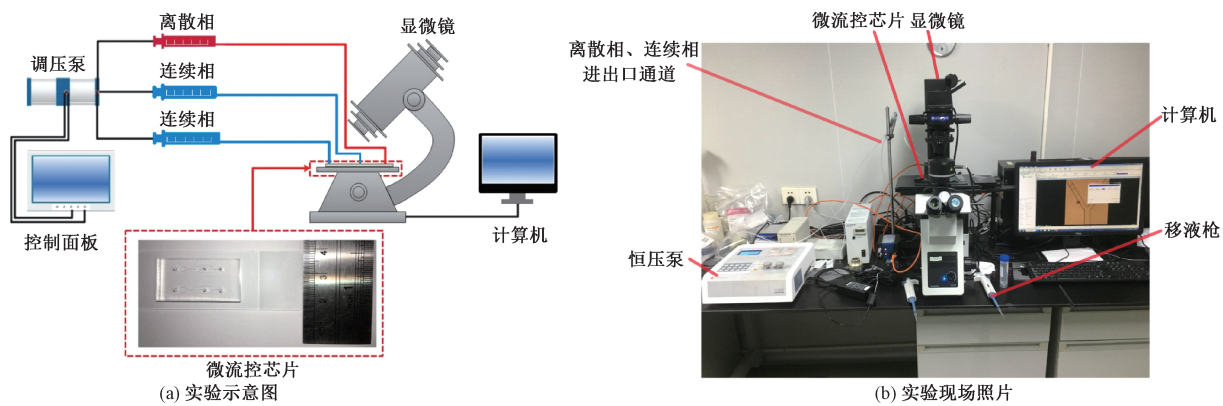 离散相
连续相
连续相
调压泵
显微镜
控制面板
计算机
微流控芯片
(a) 实验示意图
微流控芯片 显微镜
离散相、连续相
进出口通道
计算机
恒压泵
移液枪
(b) 实验现场照片